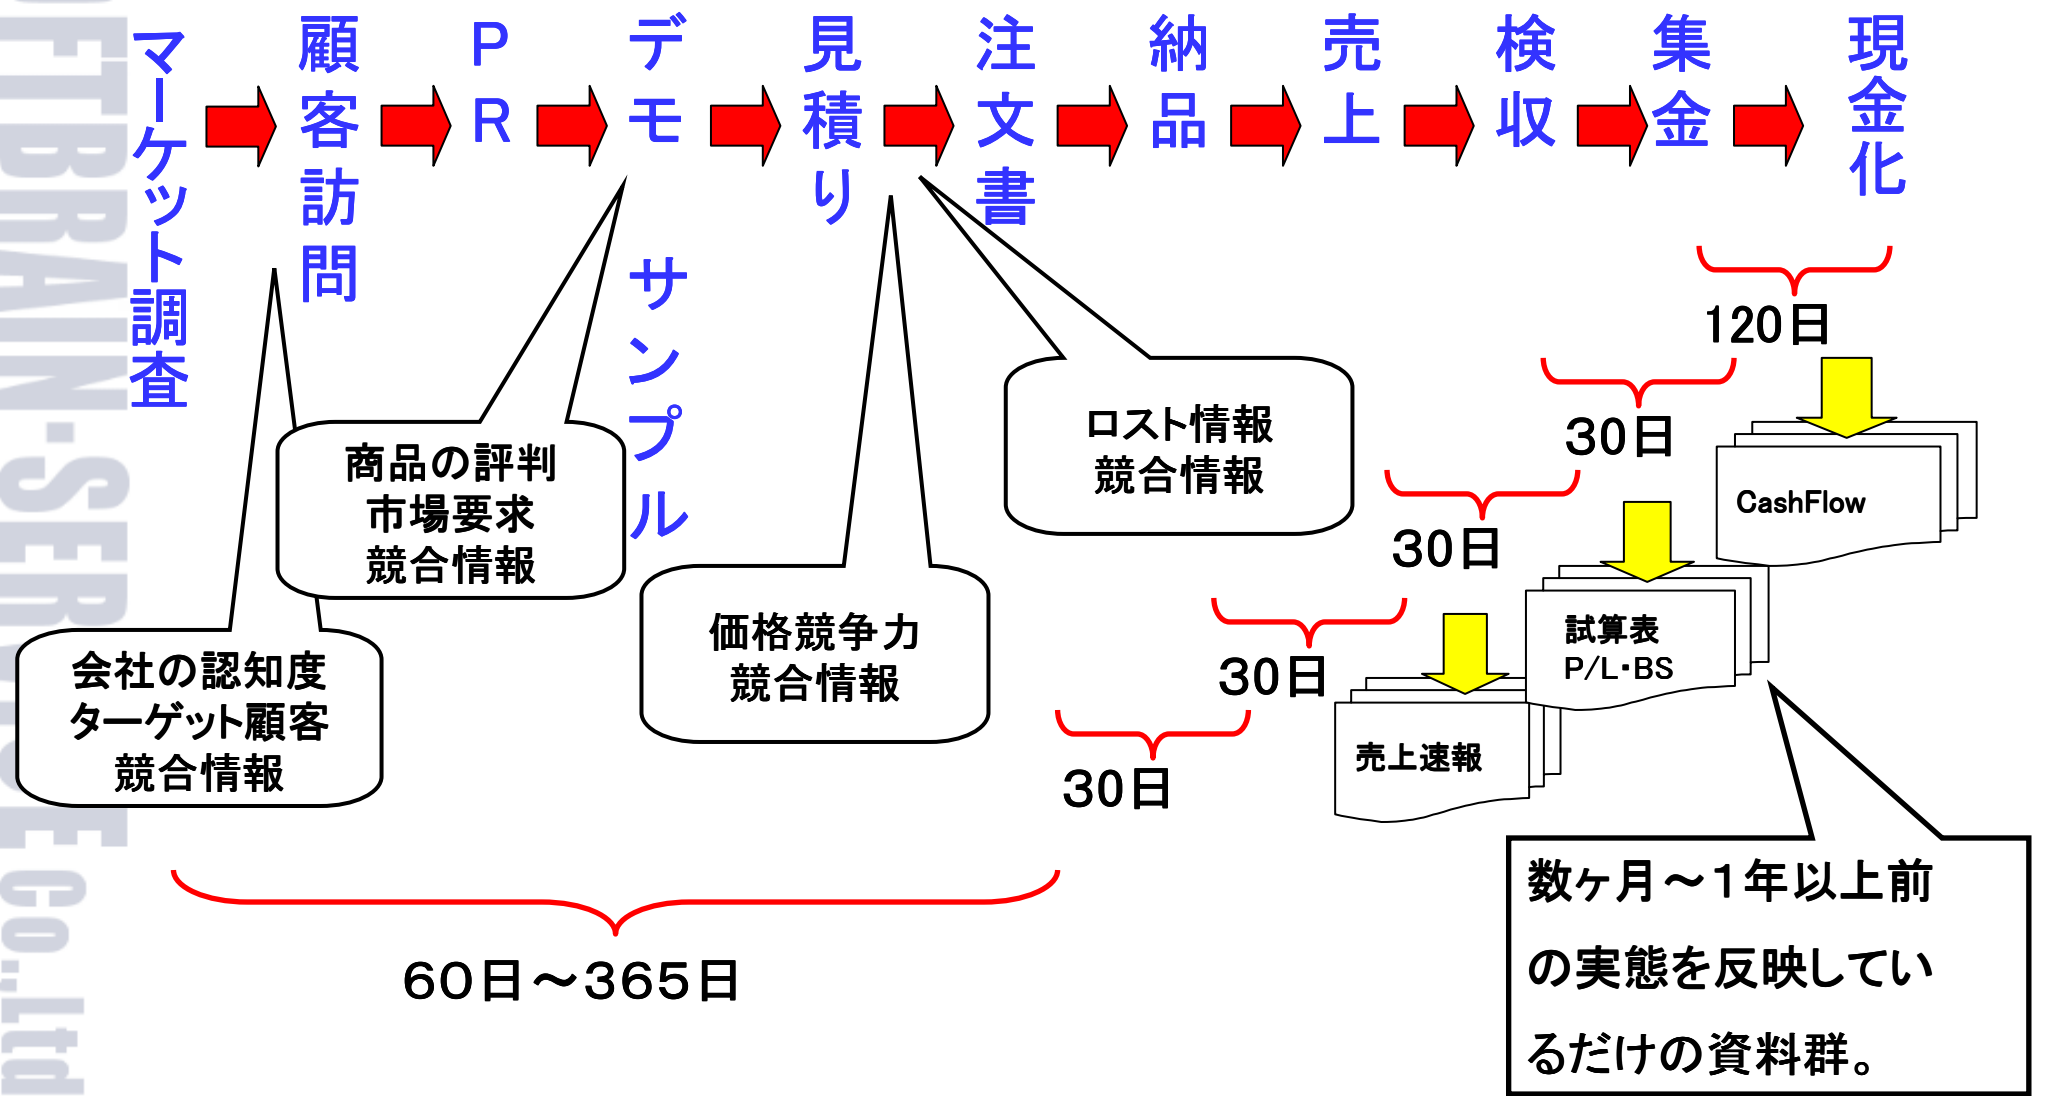 マーケット調査
顧客訪問
PR
デモ
サンプル
見積り
注文書
納品
売上
検収
集金
現金化
120日
30日
30日
30日
30日
60日～365日
会社の認知度
ターゲット顧客
競合情報
商品の評判
市場要求
競合情報
価格競争力
競合情報
ロスト情報
競合情報
CashFlow
試算表
P/L・BS
売上速報
数ヶ月～１年以上前
の実態を反映してい
るだけの資料群。
OFTBRAIN・SERVICE co.,Ltd